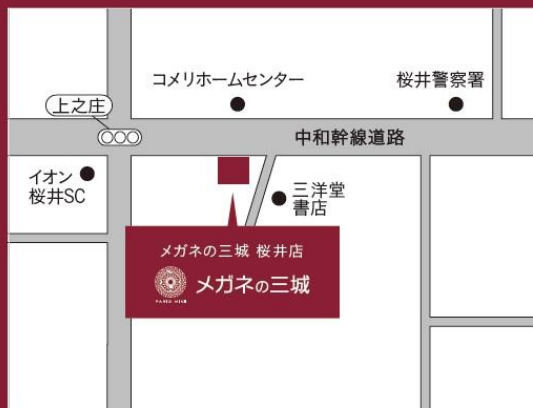 コメリホームセンター
桜井警察署
上之庄
中和幹線道路
イオン
桜井SC
三洋堂
書店
メガネの三城 桜井店
メガネの三城
PARIS MIKI